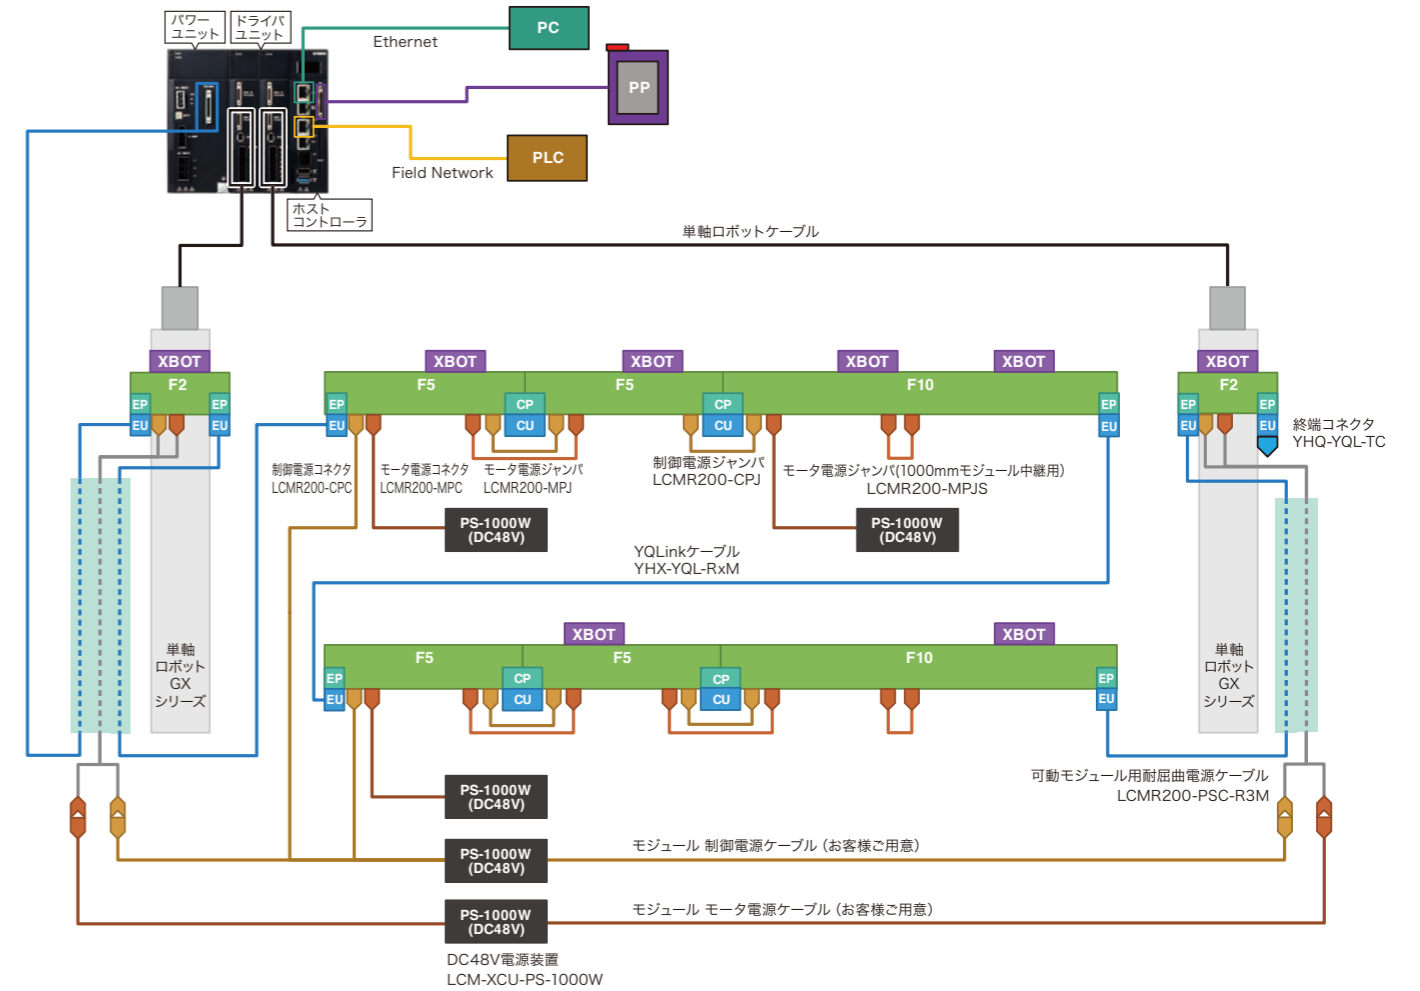 パワー
ユニット
ドライバ
ユニット
Ethernet
PC
PP
PLC
Field Network
ホスト
コントローラ
単軸ロボットケーブル
XBOT
F2
EP
EP
EU
EU
XBOT
XBOT
XBOT
XBOT
F5
F5
F10
EP
CP
CP
EP
EU
CU
CU
EU
XBOT
F2
EP
EP
EU
EU
終端コネクタ
YHQ-YQL-TC
制御電源コネクタ
LCMR200-CPC
モータ電源コネクタ
LCMR200-MPC
モータ電源ジャンパ
LCMR200-MPJ
制御電源ジャンパ
LCMR200-CPJ
モータ電源ジャンパ(1000mmモジュール中継用)
LCMR200-MPJS
PS-1000W
(DC48V)
PS-1000W
(DC48V)
YQLinkケーブル
YHX-YQL-RxM
単軸
ロボット
GX
シリーズ
XBOT
XBOT
F5
F5
F10
EP
CP
CP
EP
EU
CU
CU
EU
単軸
ロボット
GX
シリーズ
可動モジュール用耐屈曲電源ケーブル
LCMR200-PSC-R3M
PS-1000W
(DC48V)
PS-1000W
(DC48V)
モジュール 制御電源ケーブル (お客様ご用意)
PS-1000W
(DC48V)
モジュール モータ電源ケーブル (お客様ご用意)
DC48V電源装置
LCM-XCU-PS-1000W